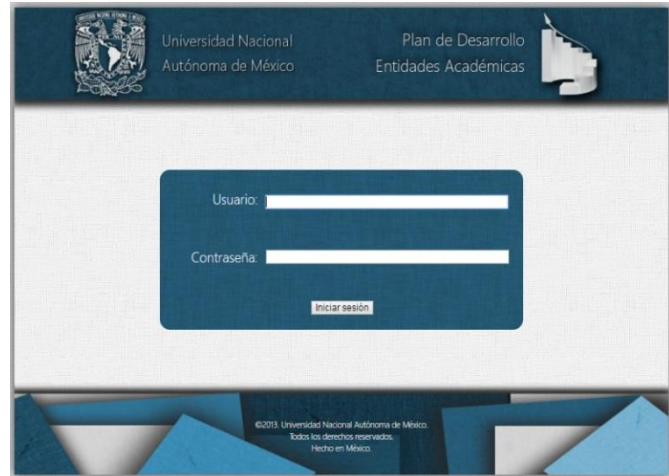 Universidad Nacional
Autónoma de México
Plan de Desarrollo
Entidades Académicas
Usuario:
Contraseña:
Iniciar sesión
©2013. Universidad Nacional Autónoma de México.
Todos los derechos reservados.
Hecho en México.